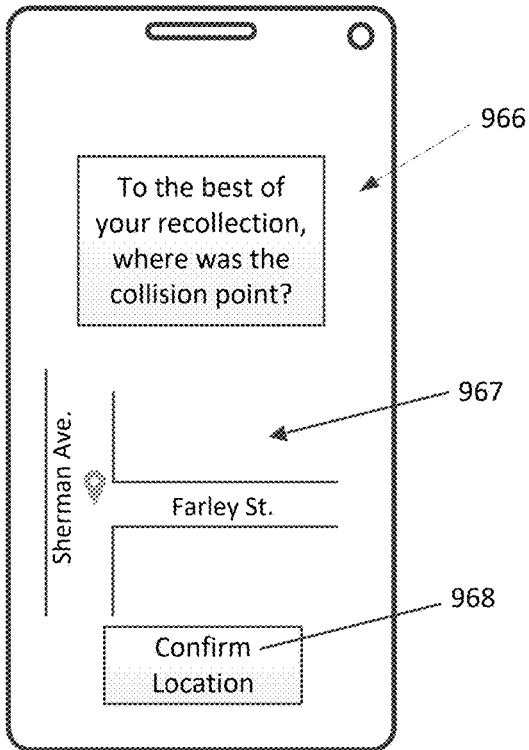 966
To the best of
your recollection,
where was the
collision point?
967
Sherman Ave.
Farley St.
968
Confirm
Location